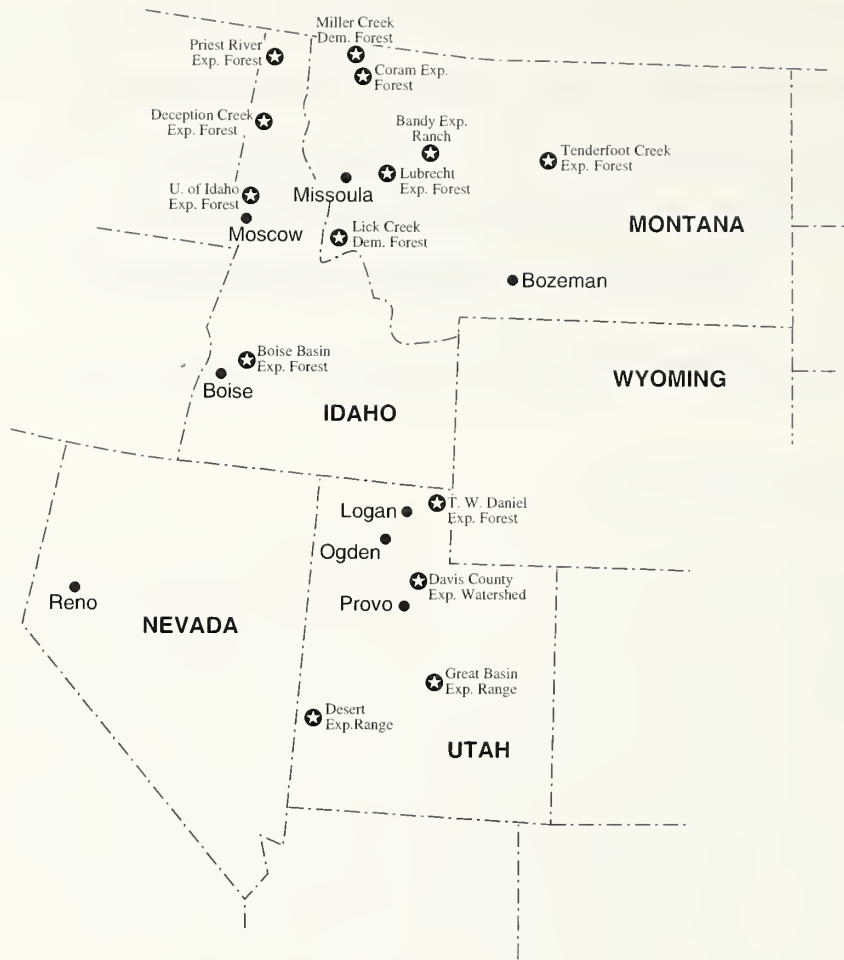 Miller Creek
Dem. Forest
Priest River
Exp. Forest
Coram Exp.
Forest
Deception Creek
Exp. Forest
Bandy Exp.
Ranch
Tenderfoot Creek
Exp. Forest
Lubrecht
Exp. Forest
U. of Idaho
Exp. Forest
Missoula
Moscow
Lick Creek
Dem. Forest
MONTANA
Bozeman
Boise Basin
Exp. Forest
Boise
WYOMING
IDAHO
T. W. Daniel
Exp. Forest
Logan
Ogden
Davis County
Exp. Watershed
Provo
Reno
NEVADA
Great Basin
Exp. Range
Desert
Exp.Range
UTAH